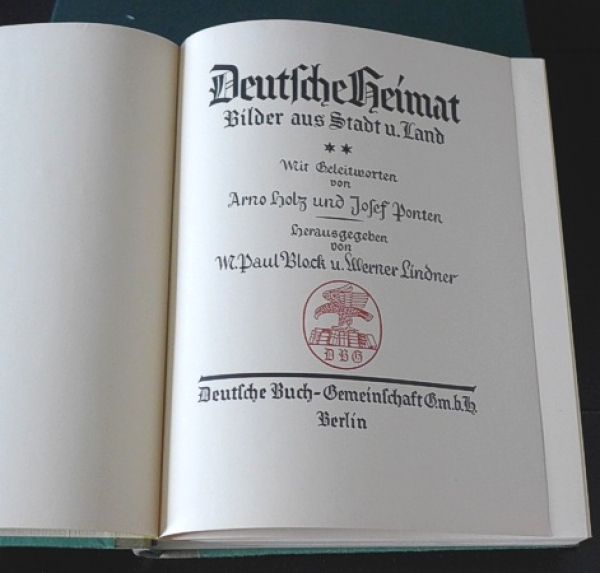 Deutsche Heimat
Bilder aus Stadt u. Land
**
Mit Geleitworten
von
Arno Holz und Josef Ponten
Herausgegeben
von
M. Paul Block u. Werner Lindner
DBG
Deutsche Buch-Gemeinschaft G.m.b.H.
Berlin